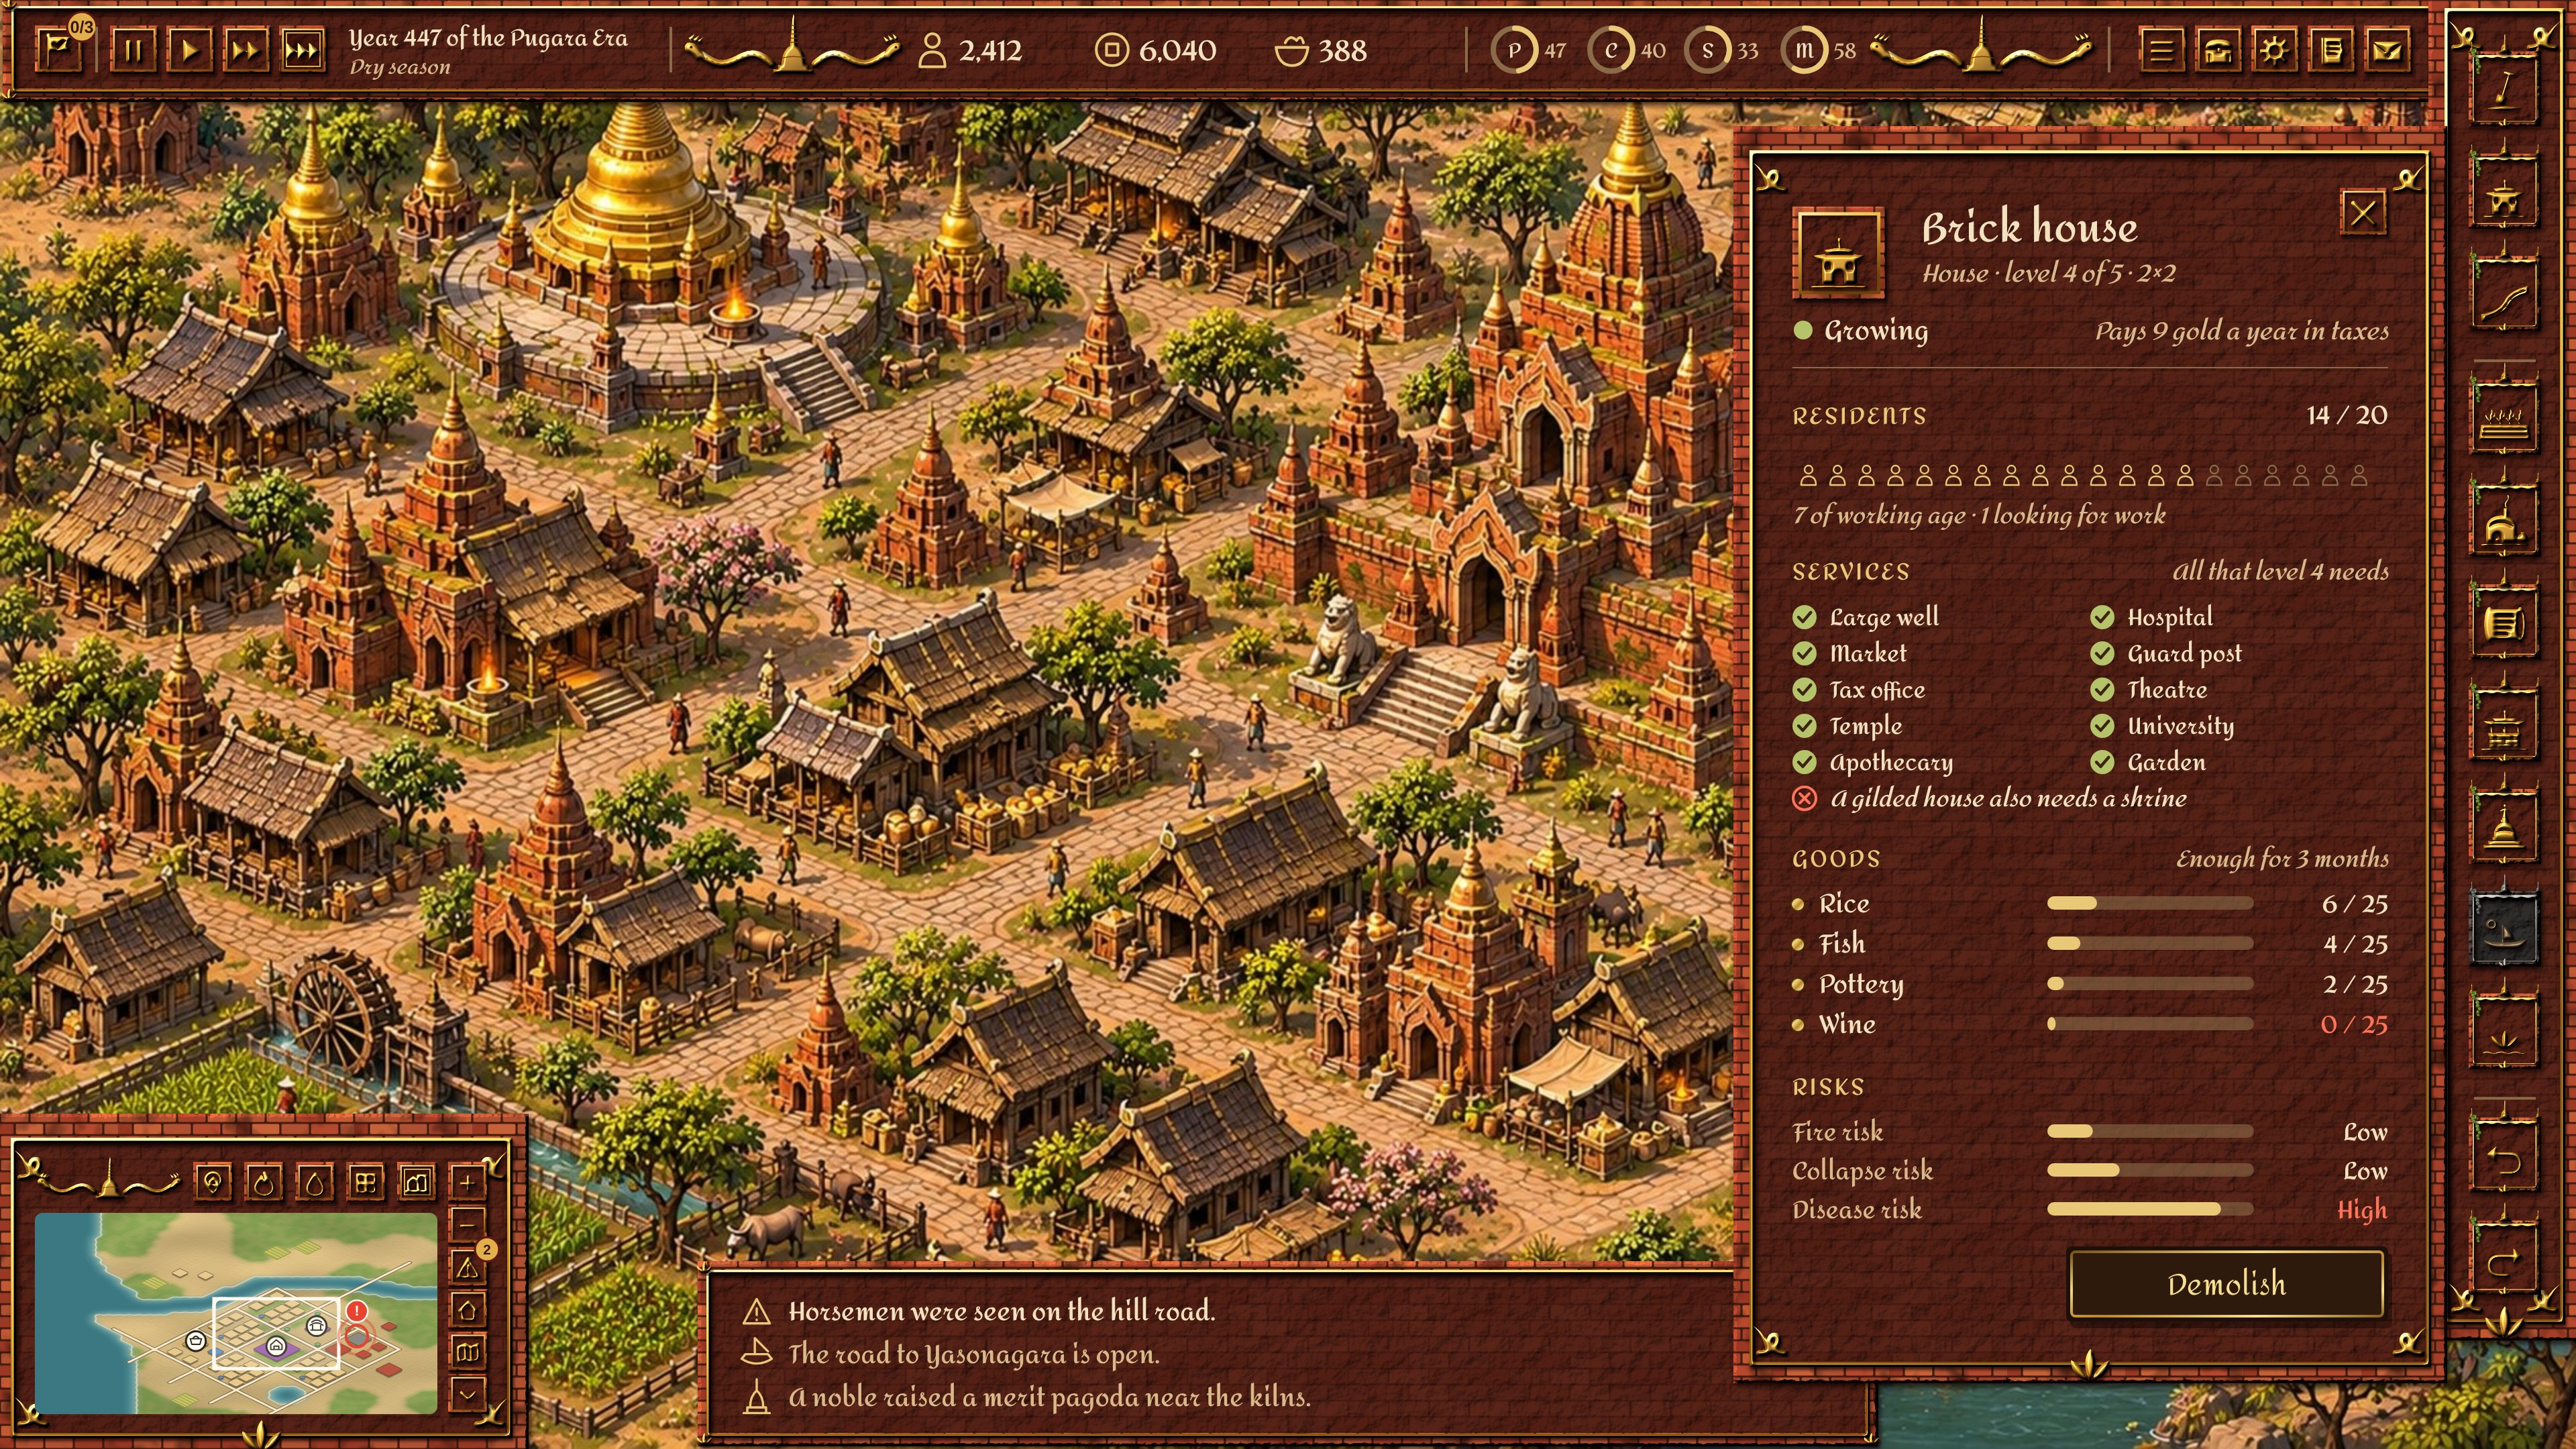 0/3
Year 447 of the Pugara Era
Dry season
2,412
6,040
388
P 47
C 40
S 33
M 58
Brick house
House · level 4 of 5 · 2×2
Growing
Pays 9 gold a year in taxes
RESIDENTS
14 / 20
7 of working age · 1 looking for work
SERVICES
All that level 4 needs
Large well
Hospital
Market
Guard post
Tax office
Theatre
Temple
University
Apothecary
Garden
A gilded house also needs a shrine
GOODS
Enough for 3 months
Rice
6 / 25
Fish
4 / 25
Pottery
2 / 25
Wine
0 / 25
RISKS
Fire risk
Low
Collapse risk
Low
Disease risk
High
Demolish
2
!
Horsemen were seen on the hill road.
The road to Yasonagara is open.
A noble raised a merit pagoda near the kilns.